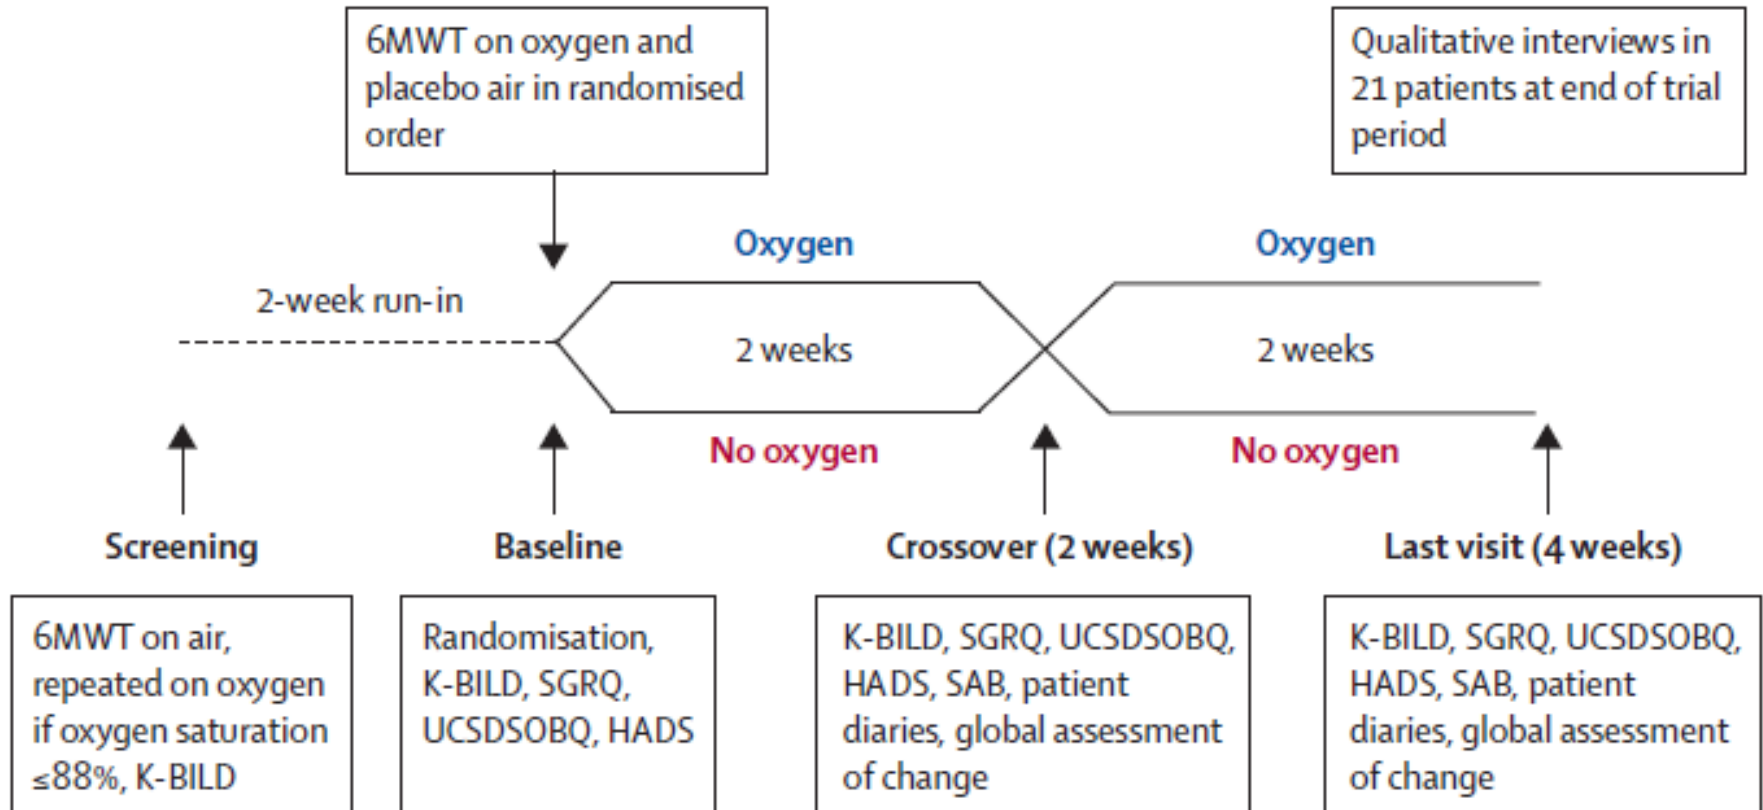 6MWT on oxygen and
placebo air in randomised
order
Qualitative interviews in
21 patients at end of trial
period
Oxygen
Oxygen
2-week run-in
2 weeks
2 weeks
No oxygen
No oxygen
Screening
Baseline
Crossover (2 weeks)
Last visit (4 weeks)
6MWT on air,
repeated on oxygen
if oxygen saturation
≤88%, K-BILD
Randomisation,
K-BILD, SGRQ,
UCSDSOBQ, HADS
K-BILD, SGRQ, UCSDSOBQ,
HADS, SAB, patient
diaries, global assessment
of change
K-BILD, SGRQ, UCSDSOBQ,
HADS, SAB, patient
diaries, global assessment
of change